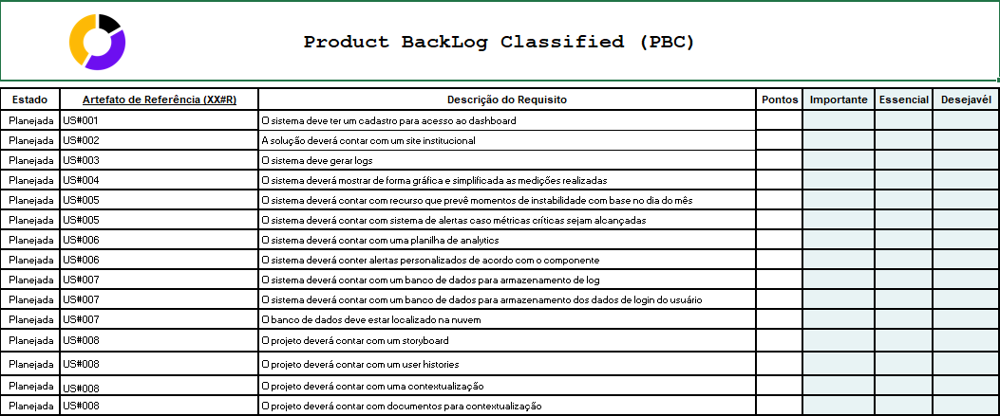 Product BackLog Classified (PBC)
Estado Artefato de Referência (XX#R) Descrição do Requisito Pontos Importante Essencial Desejavél
Planejada US#001 O sistema deve ter um cadastro para acesso ao dashboard
Planejada US#002 A solução deverá contar com um site institucional
Planejada US#003 O sistema deve gerar logs
Planejada US#004 O sistema deverá mostrar de forma gráfica e simplificada as medições realizadas
Planejada US#005 O sistema deverá contar com recurso que prevê momentos de instabilidade com base no dia do mês
Planejada US#005 O sistema deverá contar com sistema de alertas caso métricas críticas sejam alcançadas
Planejada US#006 O sistema deverá contar com uma planilha de analytics
Planejada US#006 O sistema deverá conter alertas personalizados de acordo com o componente
Planejada US#007 O sistema deverá contar com um banco de dados para armazenamento de log
Planejada US#007 O sistema deverá contar com um banco de dados para armazenamento dos dados de login do usuário
Planejada US#007 O banco de dados deve estar localizado na nuvem
Planejada US#008 O projeto deverá contar com um storyboard
Planejada US#008 O projeto deverá contar com um user histories
Planejada US#008 O projeto deverá contar com uma contextualização
Planejada US#008 O projeto deverá contar com documentos para contextualização